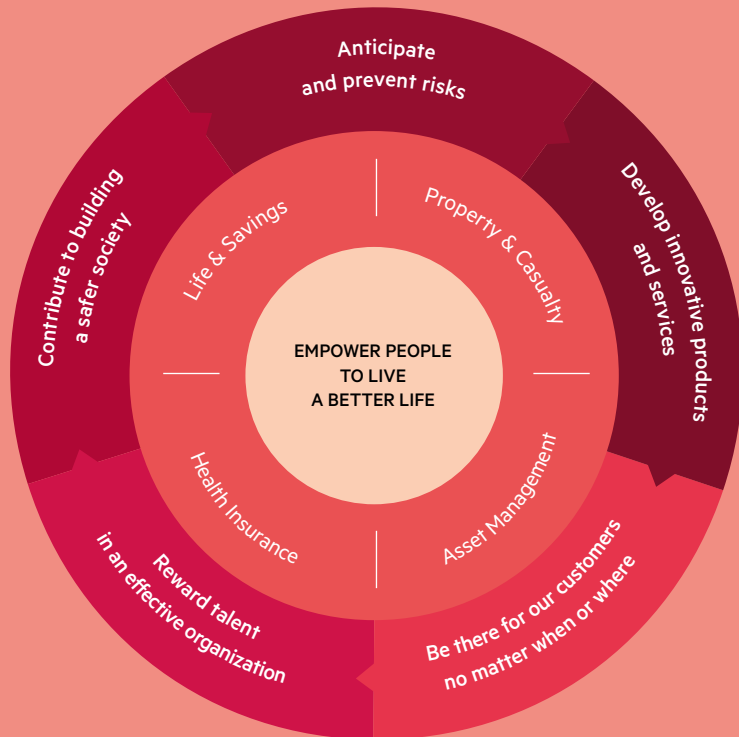 Anticipate
and prevent risks
Develop innovative products
and services
Be there for our customers
no matter when or where
Reward talent
in an effective organization
Contribute to building
a safer society
Life & Savings
Property & Casualty
Asset Management
Health Insurance
EMPOWER PEOPLE
TO LIVE
A BETTER LIFE